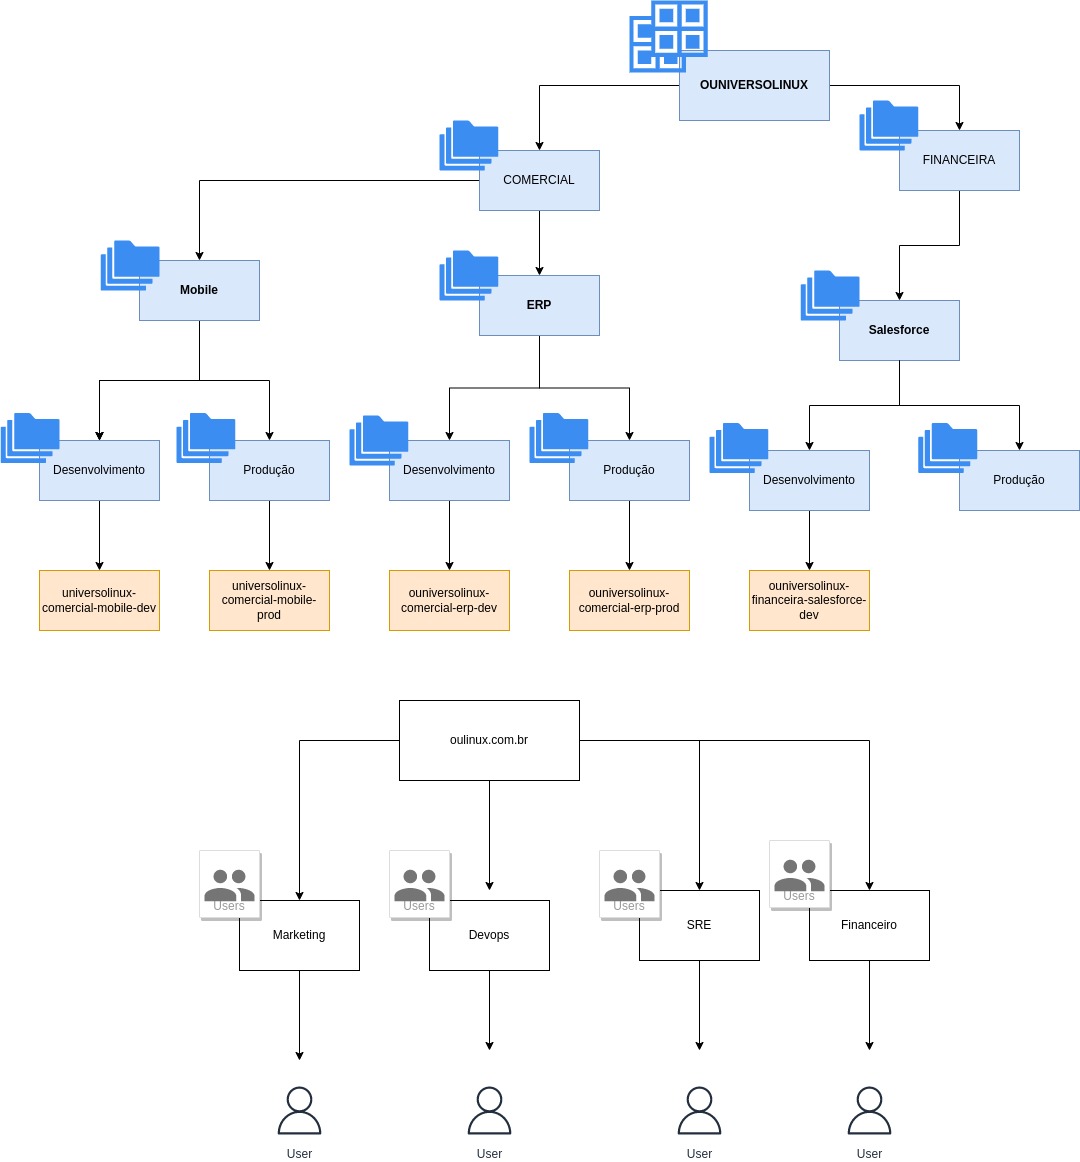 OUNIVERSOLINUX
FINANCEIRA
COMERCIAL
Mobile
ERP
Salesforce
Desenvolvimento
Produção
Desenvolvimento
Produção
Desenvolvimento
Produção
universolinux-
comercial-mobile-dev
universolinux-
comercial-mobile-
prod
ouniversolinux-
comercial-erp-dev
ouniversolinux-
comercial-erp-prod
ouniversolinux-
financeira-salesforce-
dev
oulinux.com.br
Users
Marketing
Users
Devops
Users
SRE
Users
Financeiro
User
User
User
User